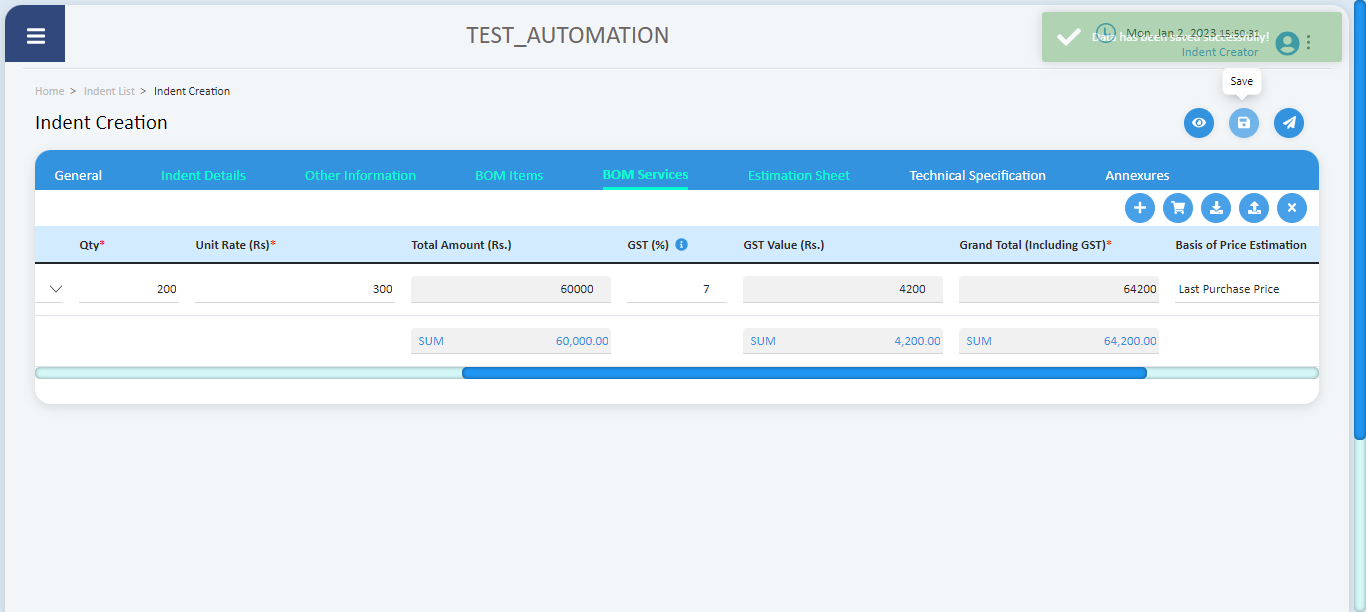 TEST_AUTOMATION
Mon, Jan 2, 2023 15:50:31
Data has been saved successfully!
Indent Creator
Save
Home > Indent List > Indent Creation
Indent Creation
General Indent Details Other Information BOM Items BOM Services Estimation Sheet Technical Specification Annexures
Qty* Unit Rate (Rs)* Total Amount (Rs.) GST (%) GST Value (Rs.) Grand Total (Including GST)* Basis of Price Estimation
200 300 60000 7 4200 64200 Last Purchase Price
SUM 60,000.00 SUM 4,200.00 SUM 64,200.00